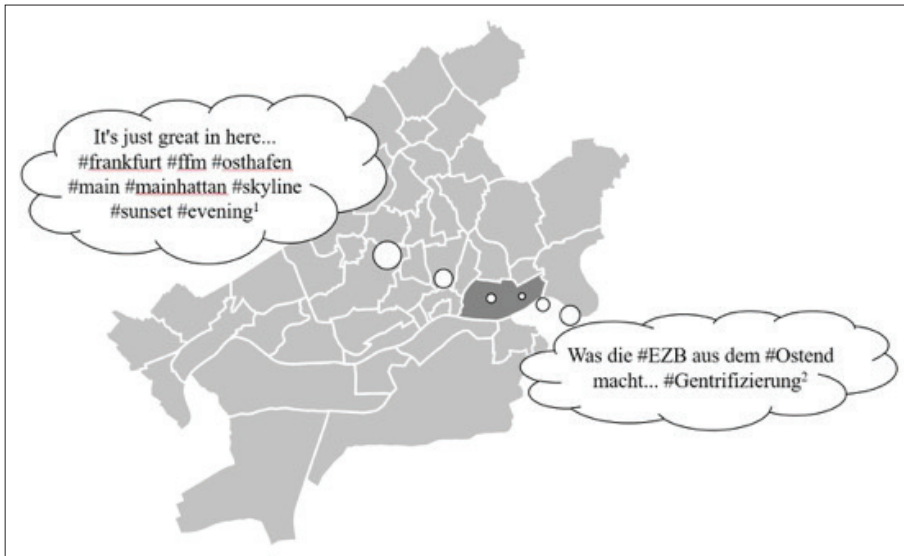 It's just great in here...
#frankfurt #ffm #osthafen
#main #mainhattan #skyline
#sunset #evening¹
Was die #EZB aus dem #Ostend
macht... #Gentrifizierung²